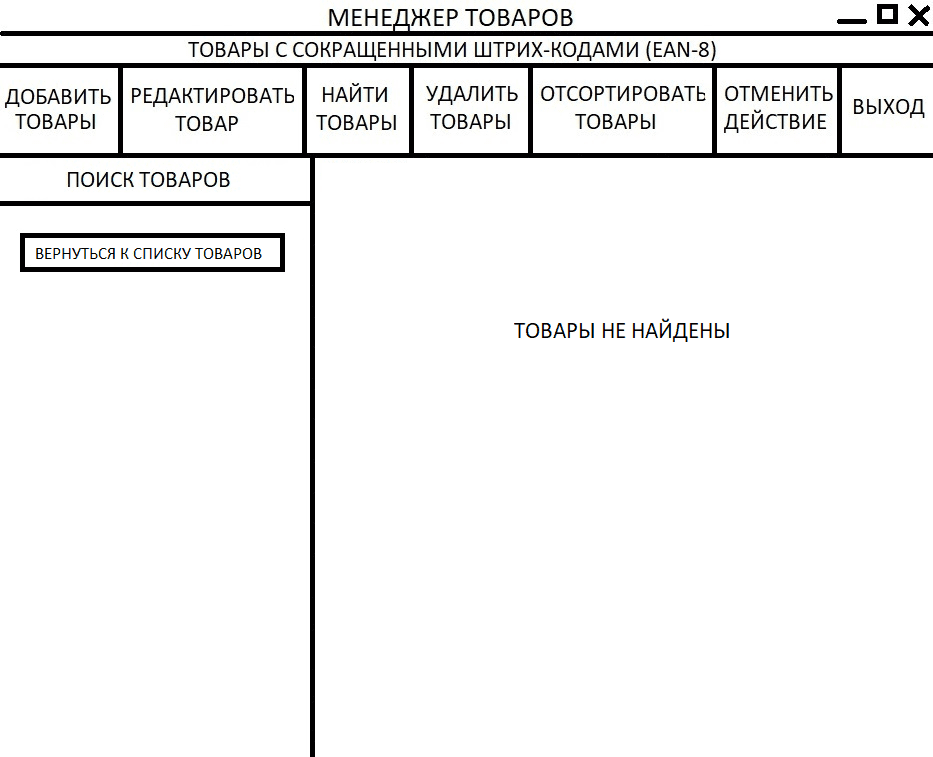 МЕНЕДЖЕР ТОВАРОВ
ТОВАРЫ С СОКРАЩЕННЫМИ ШТРИХ-КОДАМИ (EAN-8)
ДОБАВИТЬ
ТОВАРЫ
РЕДАКТИРОВАТЬ
ТОВАР
НАЙТИ
ТОВАРЫ
УДАЛИТЬ
ТОВАРЫ
ОТСОРТИРОВАТЬ
ТОВАРЫ
ОТМЕНИТЬ
ДЕЙСТВИЕ
ВЫХОД
ПОИСК ТОВАРОВ
ВЕРНУТЬСЯ К СПИСКУ ТОВАРОВ
ТОВАРЫ НЕ НАЙДЕНЫ